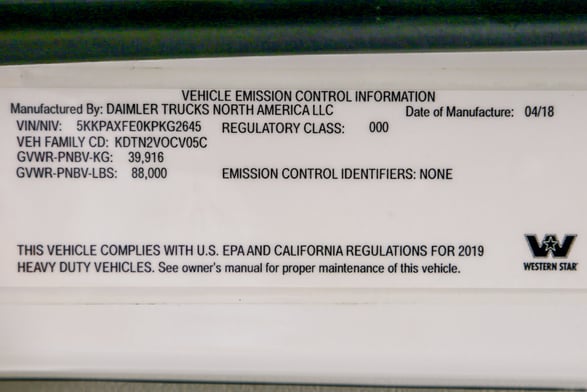 VEHICLE EMISSION CONTROL INFORMATION
Manufactured By: DAIMLER TRUCKS NORTH AMERICA LLC Date of Manufacture: 04/18
VIN/NIV: 5KKPAXFE0KPKG2645 REGULATORY CLASS: 000
VEH FAMILY CD: KDTN2VOCV05C
GVWR-PNBV-KG: 39,916
GVWR-PNBV-LBS: 88,000 EMISSION CONTROL IDENTIFIERS: NONE
THIS VEHICLE COMPLIES WITH U.S. EPA AND CALIFORNIA REGULATIONS FOR 2019
HEAVY DUTY VEHICLES. See owner's manual for proper maintenance of this vehicle.
W
WESTERN STAR